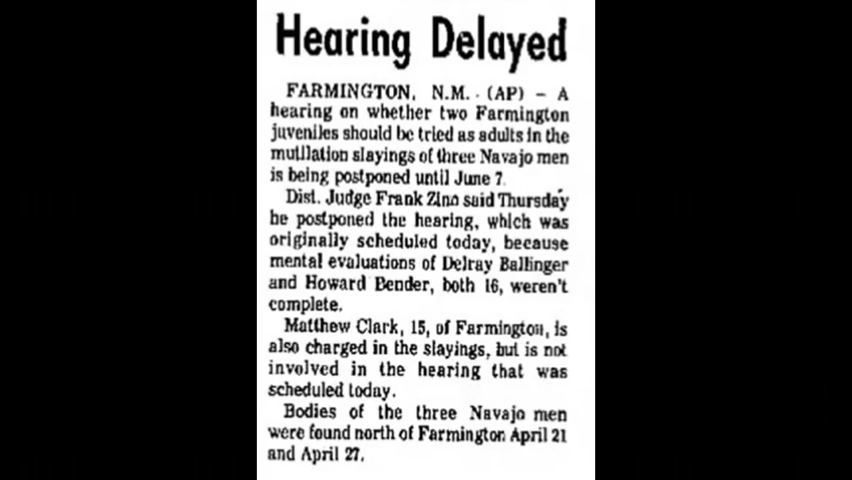 Hearing Delayed
FARMINGTON, N.M. - (AP) – A
hearing on whether two Farmington
juveniles should be tried as adults in the
mutilation slayings of three Navajo men
is being postponed until June 7.
Dist. Judge Frank Zinn said Thursday
he postponed the hearing, which was
originally scheduled today, because
mental evaluations of Delray Ballinger
and Howard Bender, both 16, weren't
complete.
Matthew Clark, 15, of Farmington, is
also charged in the slayings, but is not
involved in the hearing that was
scheduled today.
Bodies of the three Navajo men
were found north of Farmington April 21
and April 27.